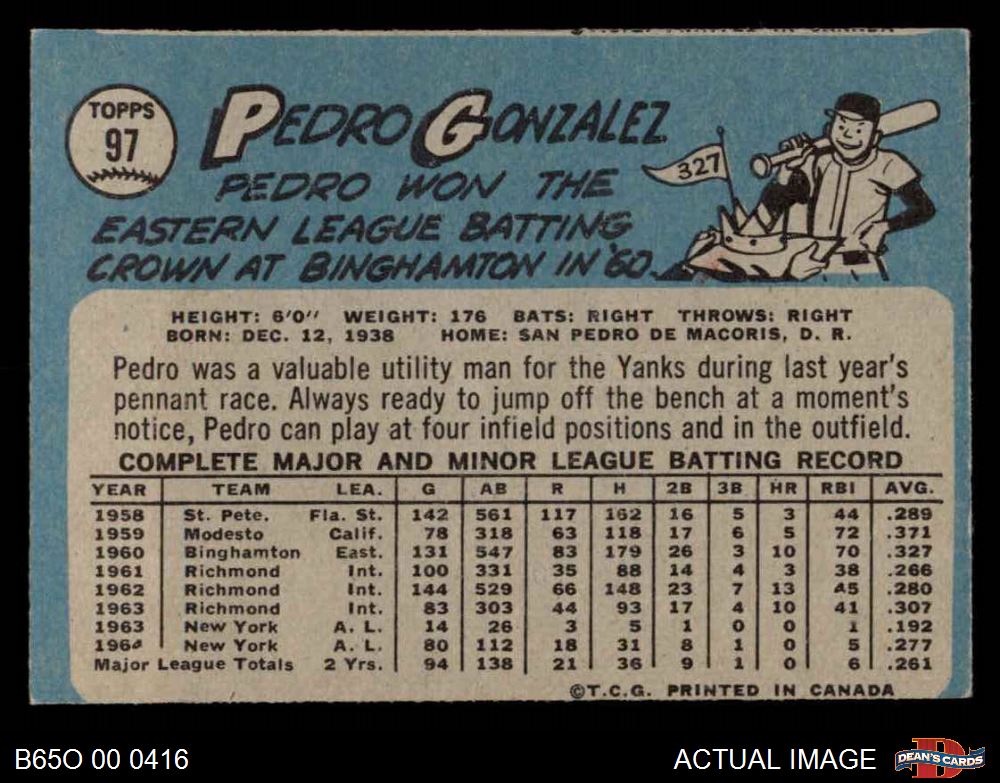 TOPPS
97
PEDRO GONZALEZ
PEDRO WON THE
EASTERN LEAGUE BATTING
CROWN AT BINGHAMTON IN '60.
327
HEIGHT: 6'0" WEIGHT: 176 BATS: RIGHT THROWS: RIGHT
BORN: DEC. 12, 1938 HOME: SAN PEDRO DE MACORIS, D. R.
Pedro was a valuable utility man for the Yanks during last year's
pennant race. Always ready to jump off the bench at a moment's
notice, Pedro can play at four infield positions and in the outfield.
COMPLETE MAJOR AND MINOR LEAGUE BATTING RECORD
YEAR TEAM LEA. G AB R H 2B 3B HR RBI AVG.
1958 St. Pete. Fla. St. 142 561 117 162 16 5 3 44 .289
1959 Modesto Calif. 78 318 63 118 17 6 5 72 .371
1960 Binghamton East. 131 547 83 179 26 3 10 70 .327
1961 Richmond Int. 100 331 35 88 14 4 3 38 .266
1962 Richmond Int. 144 529 66 148 23 7 13 45 .280
1963 Richmond Int. 83 303 44 93 17 4 10 41 .307
1963 New York A. L. 14 26 3 5 1 0 0 1 .192
1964 New York A. L. 80 112 18 31 8 1 0 5 .277
Major League Totals 2 Yrs. 94 138 21 36 9 1 0 6 .261
©T.C.G. PRINTED IN CANADA
B65O 00 0416
ACTUAL IMAGE
DEAN'S CARDS